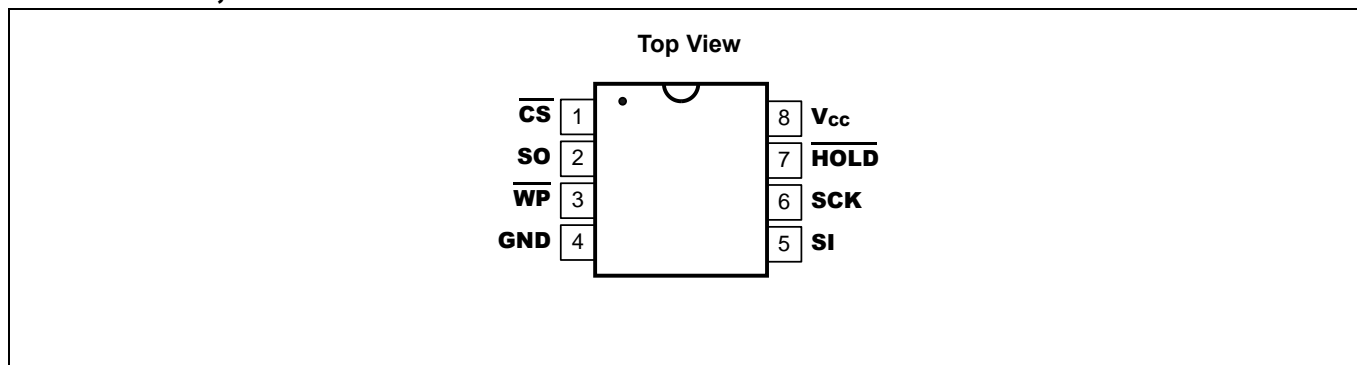 Top View
CS 1
SO 2
WP 3
GND 4
8 Vcc
7 HOLD
6 SCK
5 SI